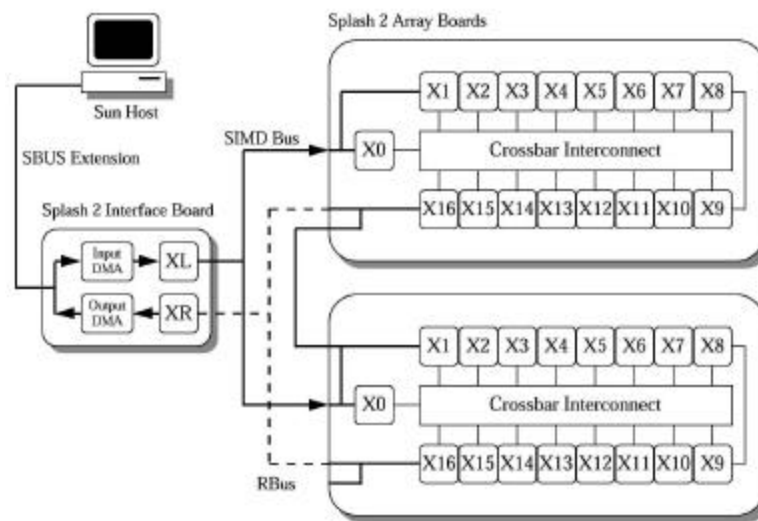 Splash 2 Array Boards
Sun Host
SBUS Extension
SIMD Bus
X1 X2 X3 X4 X5 X6 X7 X8
X0 Crossbar Interconnect
X16 X15 X14 X13 X12 X11 X10 X9
Splash 2 Interface Board
Input
DMA
XL
Output
DMA
XR
X1 X2 X3 X4 X5 X6 X7 X8
X0 Crossbar Interconnect
X16 X15 X14 X13 X12 X11 X10 X9
RBus